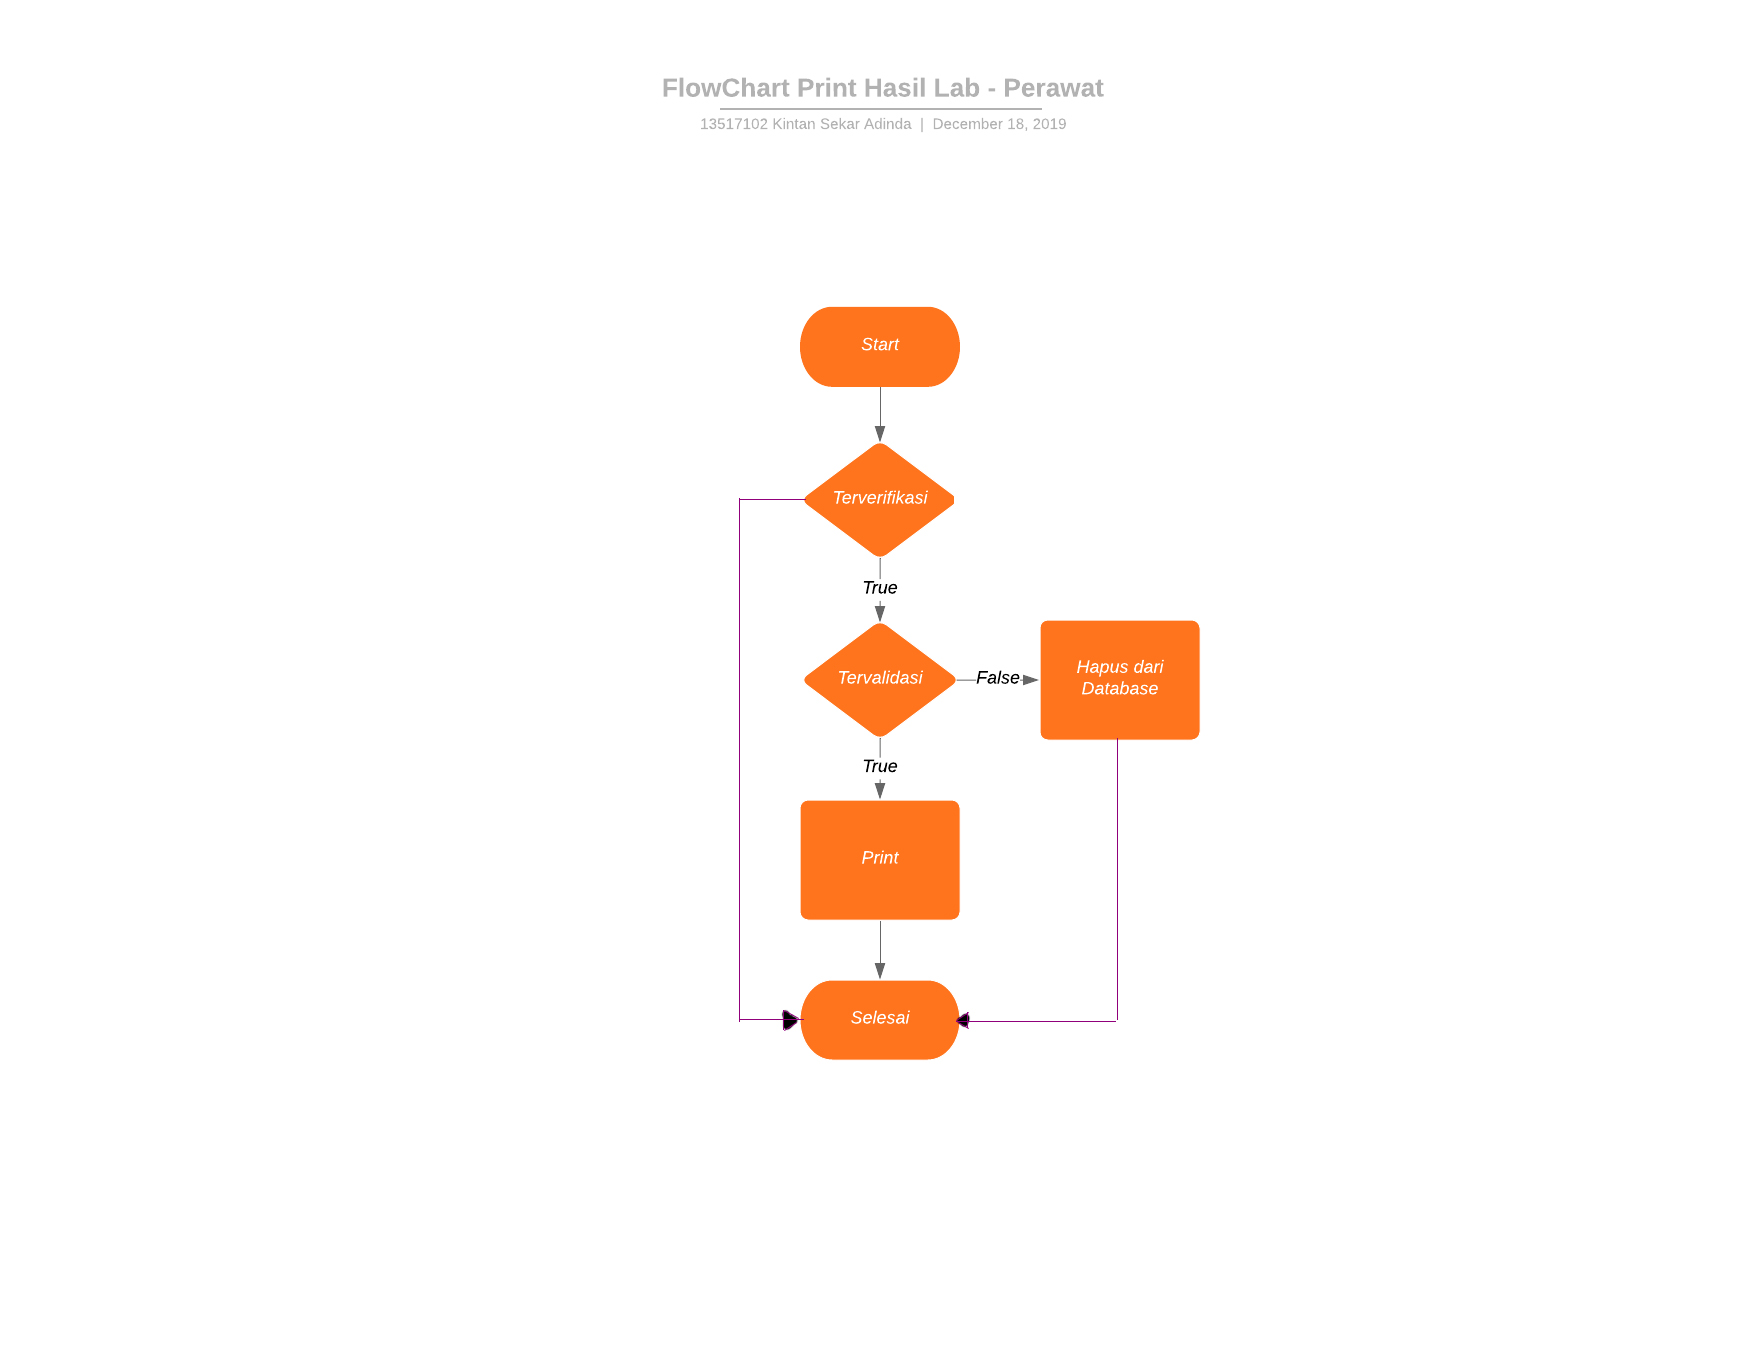 FlowChart Print Hasil Lab - Perawat
13517102 Kintan Sekar Adinda | December 18, 2019
Start
Terverifikasi
True
Tervalidasi
False
Hapus dari
Database
True
Print
Selesai